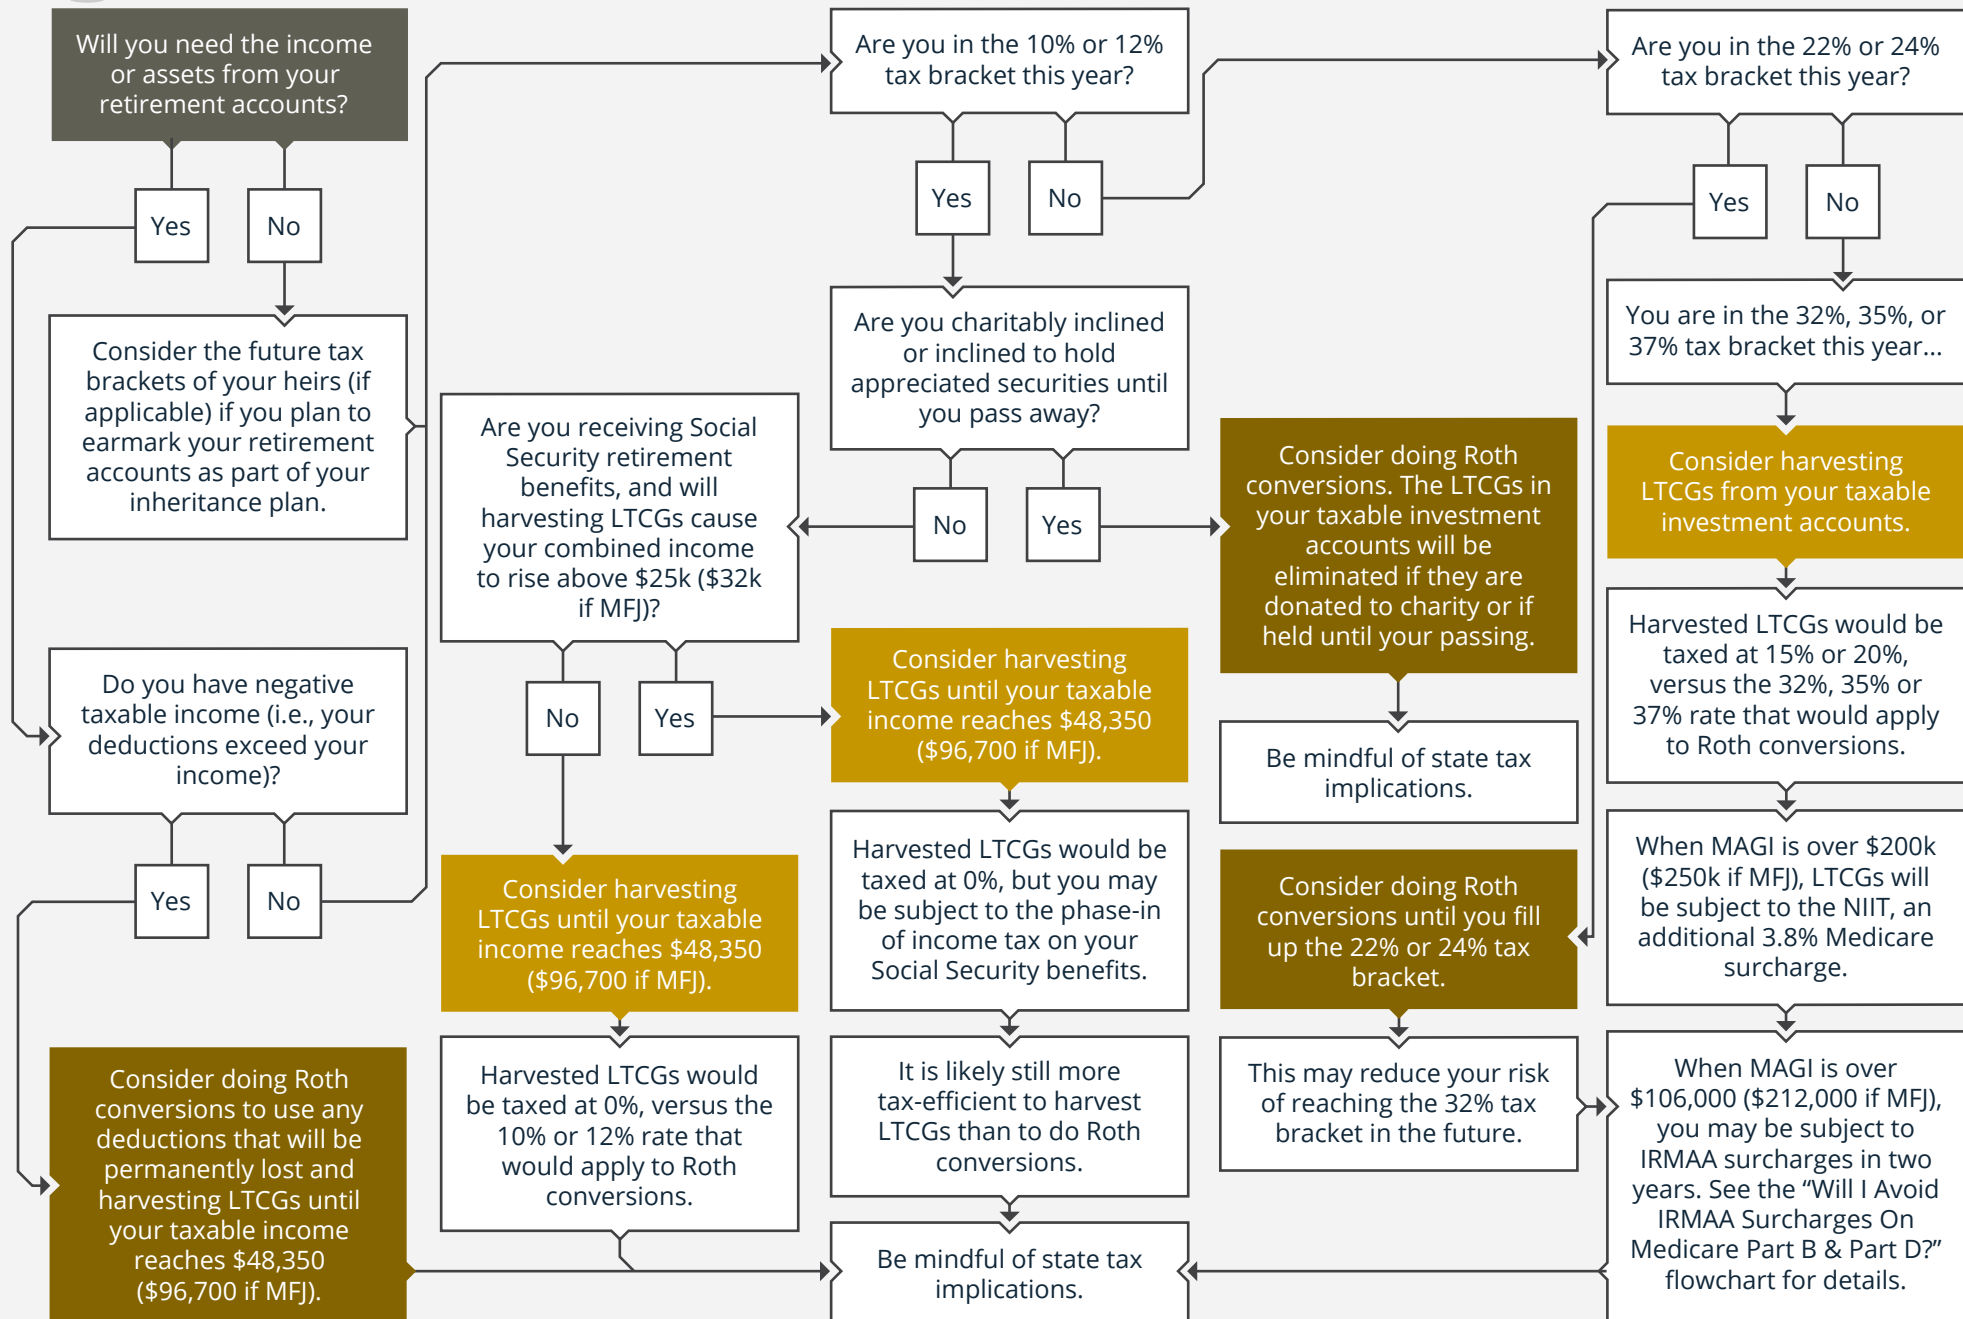 Will you need the income
or assets from your
retirement accounts?
Yes
No
Consider the future tax
brackets of your heirs (if
applicable) if you plan to
earmark your retirement
accounts as part of your
inheritance plan.
Do you have negative
taxable income (i.e., your
deductions exceed your
income)?
Yes
No
Consider doing Roth
conversions to use any
deductions that will be
permanently lost and
harvesting LTCGs until
your taxable income
reaches $48,350
($96,700 if MFJ).
Are you in the 10% or 12%
tax bracket this year?
Yes
No
Are you charitably inclined
or inclined to hold
appreciated securities until
you pass away?
No
Yes
Are you receiving Social
Security retirement
benefits, and will
harvesting LTCGs cause
your combined income
to rise above $25k ($32k
if MFJ)?
No
Yes
Consider harvesting
LTCGs until your taxable
income reaches $48,350
($96,700 if MFJ).
Harvested LTCGs would
be taxed at 0%, versus the
10% or 12% rate that
would apply to Roth
conversions.
Consider harvesting
LTCGs until your taxable
income reaches $48,350
($96,700 if MFJ).
Harvested LTCGs would be
taxed at 0%, but you may
be subject to the phase-in
of income tax on your
Social Security benefits.
It is likely still more
tax-efficient to harvest
LTCGs than to do Roth
conversions.
Be mindful of state tax
implications.
Consider doing Roth
conversions. The LTCGs in
your taxable investment
accounts will be
eliminated if they are
donated to charity or if
held until your passing.
Be mindful of state tax
implications.
Are you in the 22% or 24%
tax bracket this year?
Yes
No
Consider doing Roth
conversions until you fill
up the 22% or 24% tax
bracket.
This may reduce your risk
of reaching the 32% tax
bracket in the future.
You are in the 32%, 35%, or
37% tax bracket this year...
Consider harvesting
LTCGs from your taxable
investment accounts.
Harvested LTCGs would be
taxed at 15% or 20%,
versus the 32%, 35% or
37% rate that would apply
to Roth conversions.
When MAGI is over $200k
($250k if MFJ), LTCGs will
be subject to the NIIT, an
additional 3.8% Medicare
surcharge.
When MAGI is over
$106,000 ($212,000 if MFJ),
you may be subject to
IRMAA surcharges in two
years. See the “Will I Avoid
IRMAA Surcharges On
Medicare Part B & Part D?”
flowchart for details.